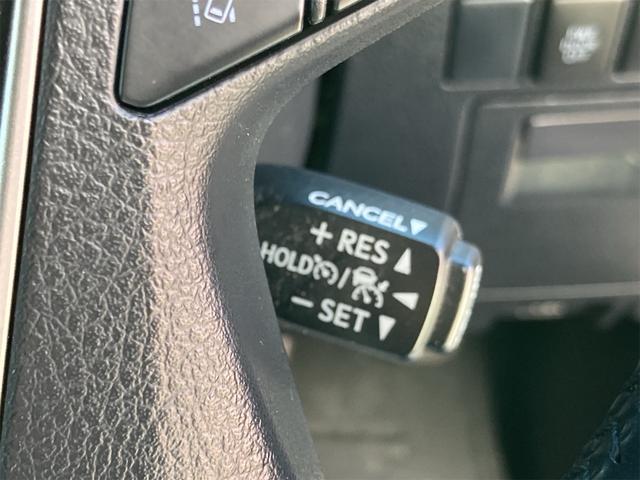 CANCEL▼
+ RES ▲
HOLD /
− SET ▼